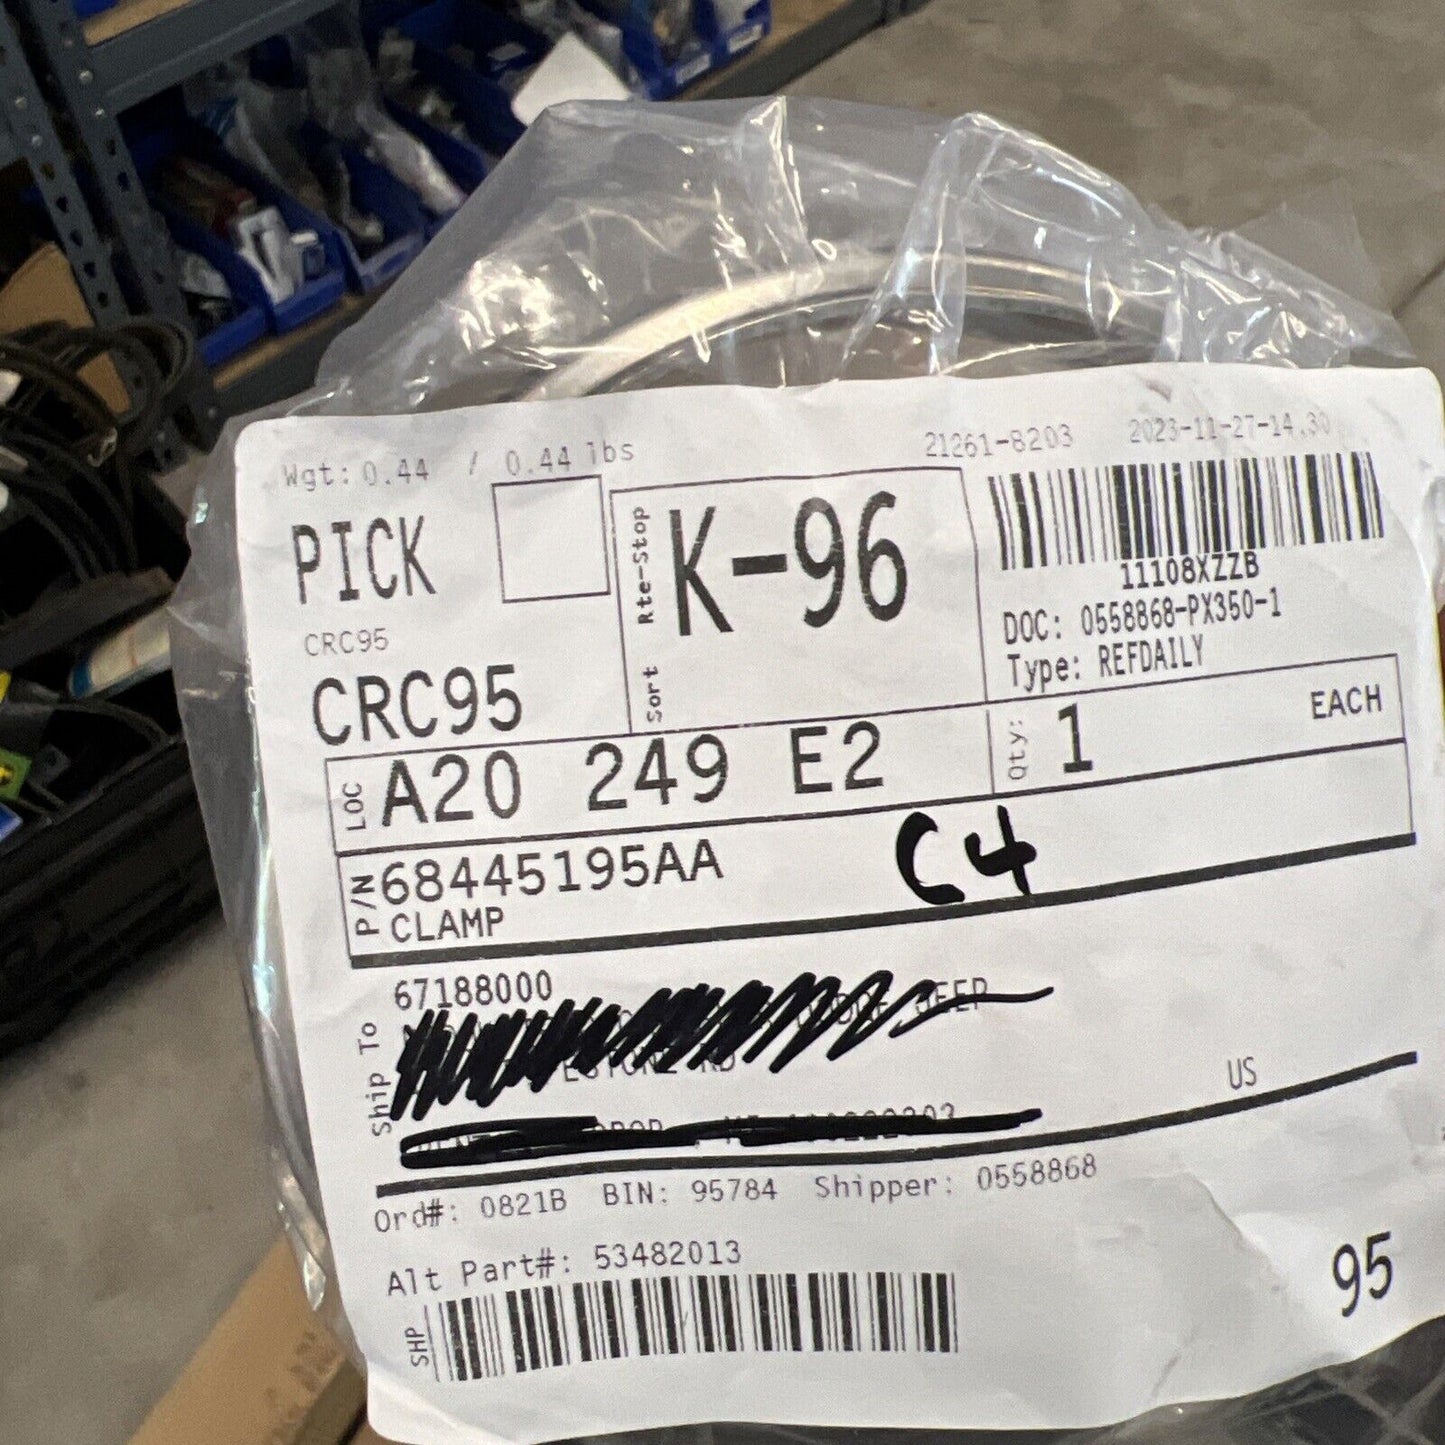 Wgt: 0.44 / 0.44 lbs
21261-8203 2023-11-27-14.30
PICK
Rte-Stop
K-96
Sort
11108XZZB
DOC: 0558868-PX350-1
Type: REFDAILY
CRC95
CRC95
LOC A20 249 E2
Qty: 1 EACH
P/N 68445195AA
C4
CLAMP
Ship To
67188000
JEEP
RD
US
Ord#: 0821B BIN: 95784 Shipper: 0558868
Alt Part#: 53482013
SHP
95